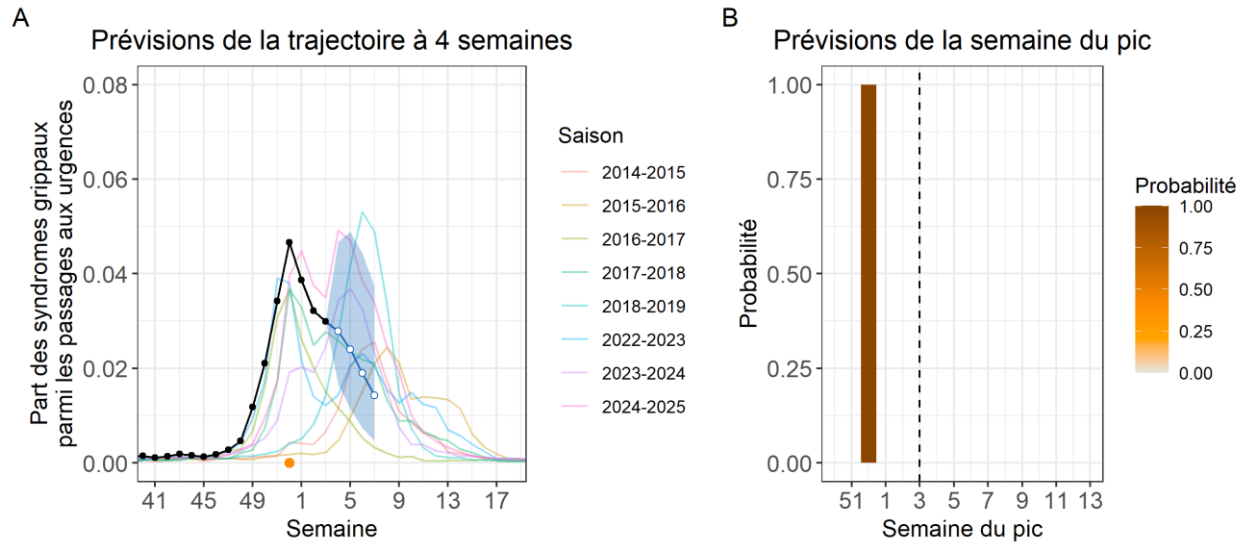 A
Prévisions de la trajectoire à 4 semaines
Part des syndromes grippaux
parmi les passages aux urgences
0.08
0.06
0.04
0.02
0.00
41 45 49 1 5 9 13 17
Semaine
Saison
2014-2015
2015-2016
2016-2017
2017-2018
2018-2019
2022-2023
2023-2024
2024-2025
B
Prévisions de la semaine du pic
Probabilité
1.00
0.75
0.50
0.25
0.00
51 1 3 5 7 9 11 13
Semaine du pic
Probabilité
1.00
0.75
0.50
0.25
0.00